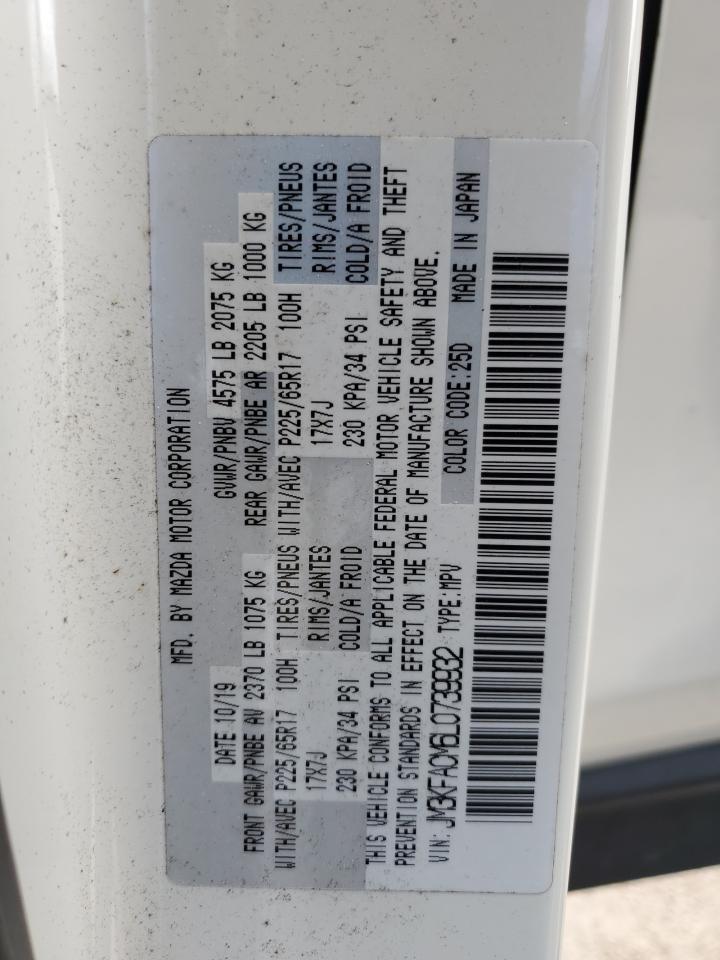 MFD. BY MAZDA MOTOR CORPORATION
DATE 10/19 GVWR/PNBV 4575 LB 2075 KG
FRONT GAWR/PNBE AV 2370 LB 1075 KG REAR GAWR/PNBE AR 2205 LB 1000 KG
WITH/AVEC P225/65R17 100H TIRES/PNEUS WITH/AVEC P225/65R17 100H TIRES/PNEUS
17X7J RIMS/JANTES 17X7J RIMS/JANTES
230 KPA/34 PSI COLD/A FROID 230 KPA/34 PSI COLD/A FROID
THIS VEHICLE CONFORMS TO ALL APPLICABLE FEDERAL MOTOR VEHICLE SAFETY AND THEFT
PREVENTION STANDARDS IN EFFECT ON THE DATE OF MANUFACTURE SHOWN ABOVE.
VIN: JM3KFACM6L0739932 TYPE:MPV COLOR CODE:25D MADE IN JAPAN